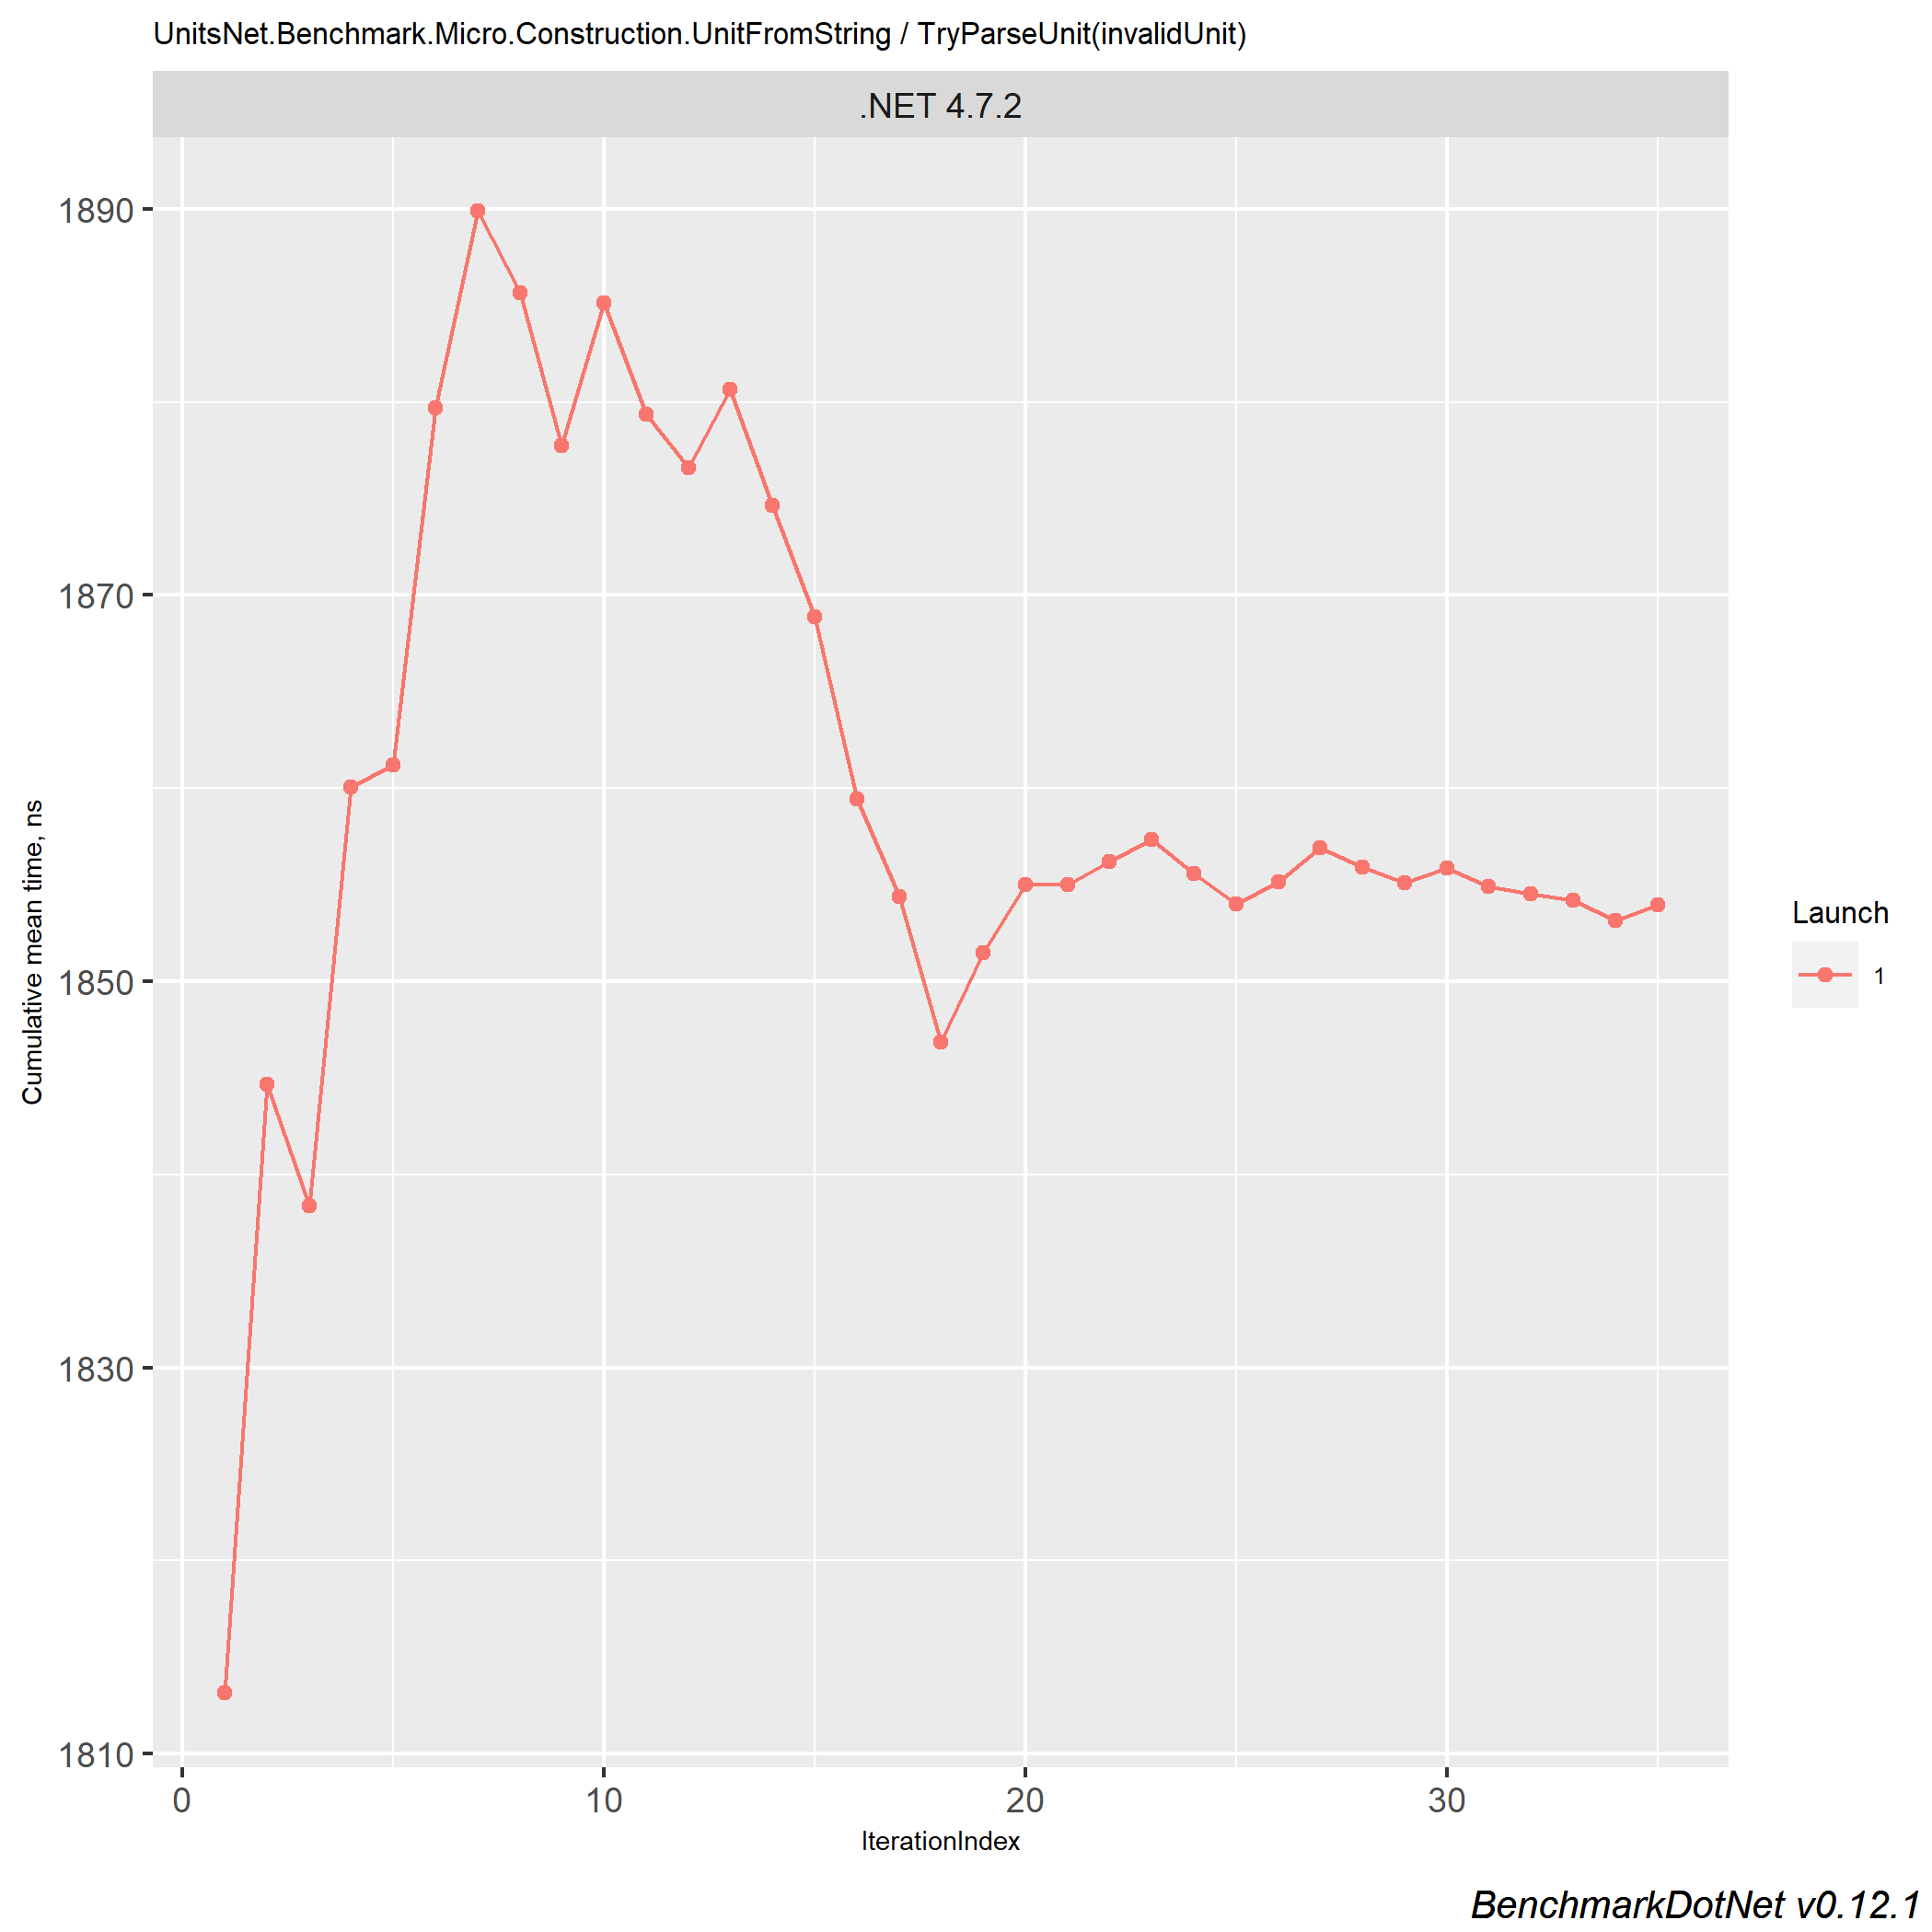 UnitsNet.Benchmark.Micro.Construction.UnitFromString / TryParseUnit(invalidUnit)
.NET 4.7.2
1890
1870
1850
1830
1810
Cumulative mean time, ns
0 10 20 30
IterationIndex
Launch
1
BenchmarkDotNet v0.12.1